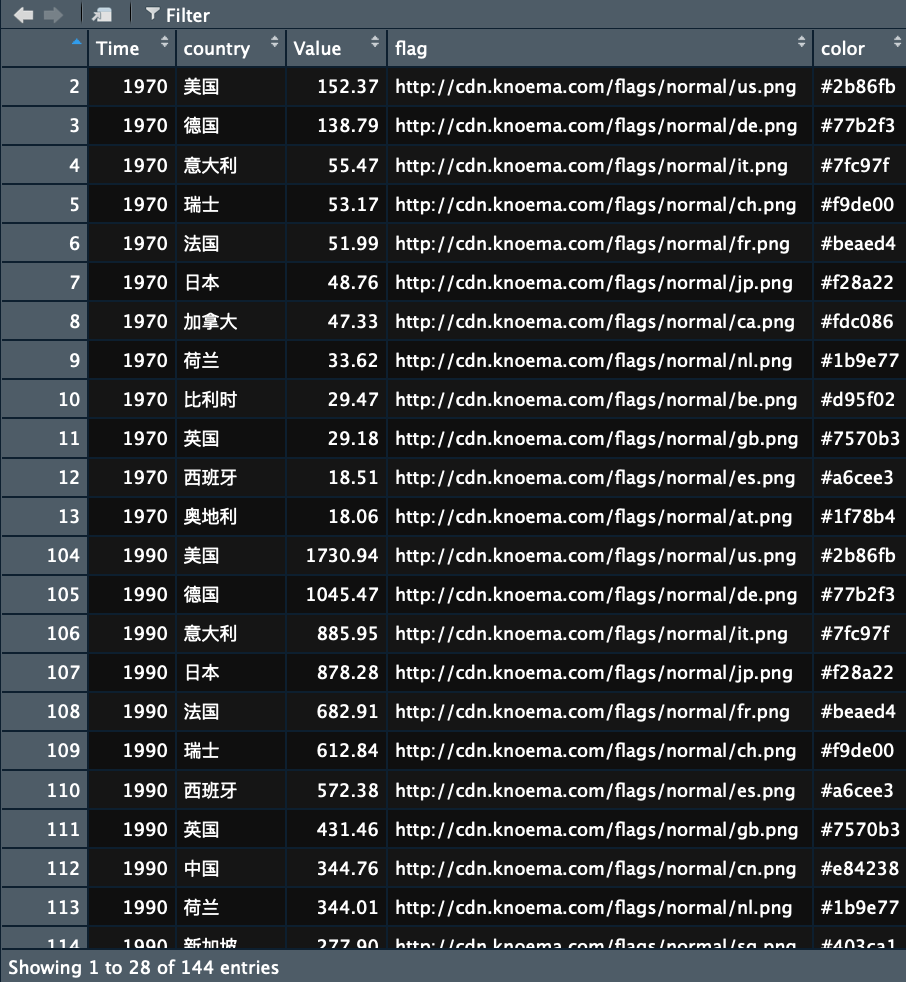 Filter
Time country Value flag color
2 1970 美国 152.37 http://cdn.knoema.com/flags/normal/us.png #2b86fb
3 1970 德国 138.79 http://cdn.knoema.com/flags/normal/de.png #77b2f3
4 1970 意大利 55.47 http://cdn.knoema.com/flags/normal/it.png #7fc97f
5 1970 瑞士 53.17 http://cdn.knoema.com/flags/normal/ch.png #f9de00
6 1970 法国 51.99 http://cdn.knoema.com/flags/normal/fr.png #beaed4
7 1970 日本 48.76 http://cdn.knoema.com/flags/normal/jp.png #f28a22
8 1970 加拿大 47.33 http://cdn.knoema.com/flags/normal/ca.png #fdc086
9 1970 荷兰 33.62 http://cdn.knoema.com/flags/normal/nl.png #1b9e77
10 1970 比利时 29.47 http://cdn.knoema.com/flags/normal/be.png #d95f02
11 1970 英国 29.18 http://cdn.knoema.com/flags/normal/gb.png #7570b3
12 1970 西班牙 18.51 http://cdn.knoema.com/flags/normal/es.png #a6cee3
13 1970 奥地利 18.06 http://cdn.knoema.com/flags/normal/at.png #1f78b4
104 1990 美国 1730.94 http://cdn.knoema.com/flags/normal/us.png #2b86fb
105 1990 德国 1045.47 http://cdn.knoema.com/flags/normal/de.png #77b2f3
106 1990 意大利 885.95 http://cdn.knoema.com/flags/normal/it.png #7fc97f
107 1990 日本 878.28 http://cdn.knoema.com/flags/normal/jp.png #f28a22
108 1990 法国 682.91 http://cdn.knoema.com/flags/normal/fr.png #beaed4
109 1990 瑞士 612.84 http://cdn.knoema.com/flags/normal/ch.png #f9de00
110 1990 西班牙 572.38 http://cdn.knoema.com/flags/normal/es.png #a6cee3
111 1990 英国 431.46 http://cdn.knoema.com/flags/normal/gb.png #7570b3
112 1990 中国 344.76 http://cdn.knoema.com/flags/normal/cn.png #e84238
113 1990 荷兰 344.01 http://cdn.knoema.com/flags/normal/nl.png #1b9e77
114 1990 新加坡 277.90 http://cdn.knoema.com/flags/normal/sg.png #403ca1
Showing 1 to 28 of 144 entries